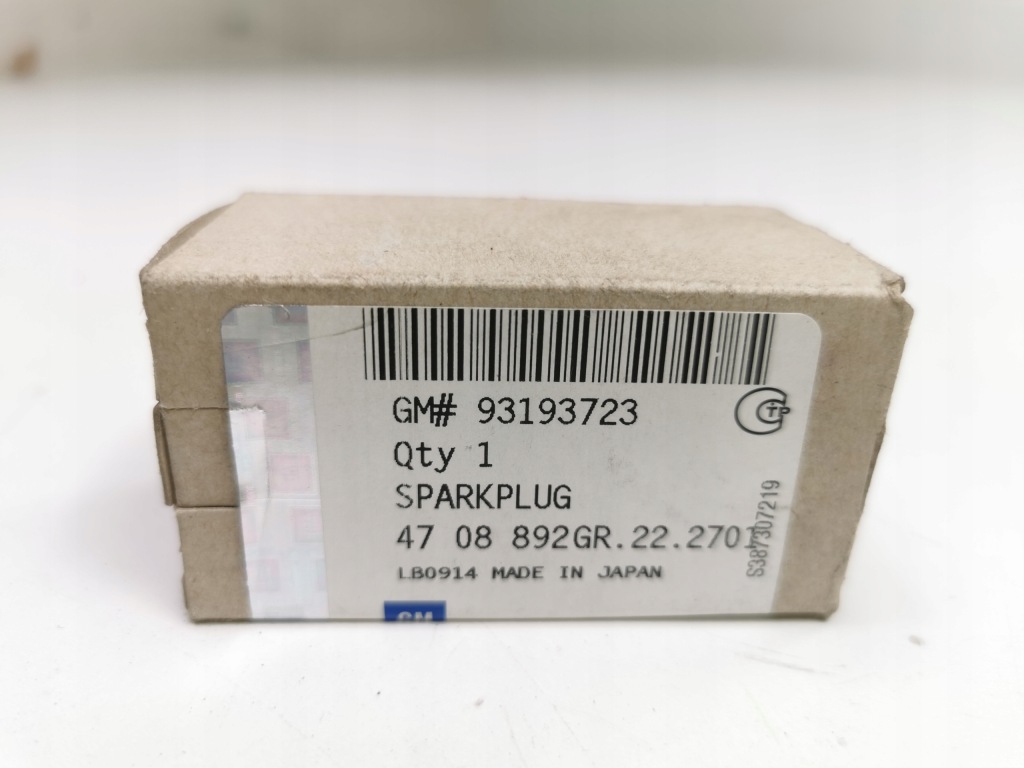 GM# 93193723
Qty 1
SPARKPLUG
47 08 892GR.22.2701
LB0914 MADE IN JAPAN
S387307219
GM